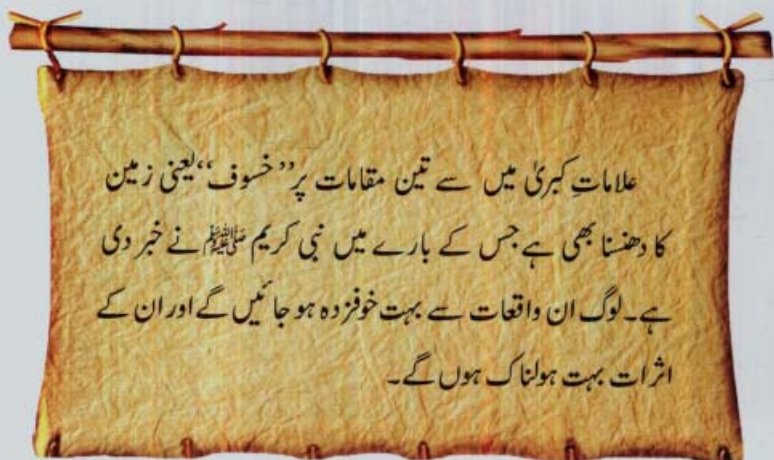 علاماتِ کبریٰ میں سے تین مقامات پر ’’خسوف‘‘ یعنی زمین
کا دھنسنا بھی ہے جس کے بارے میں نبی کریم ﷺ نے خبر دی
ہے۔ لوگ ان واقعات سے بہت خوفزدہ ہو جائیں گے اور ان کے
اثرات بہت ہولناک ہوں گے۔